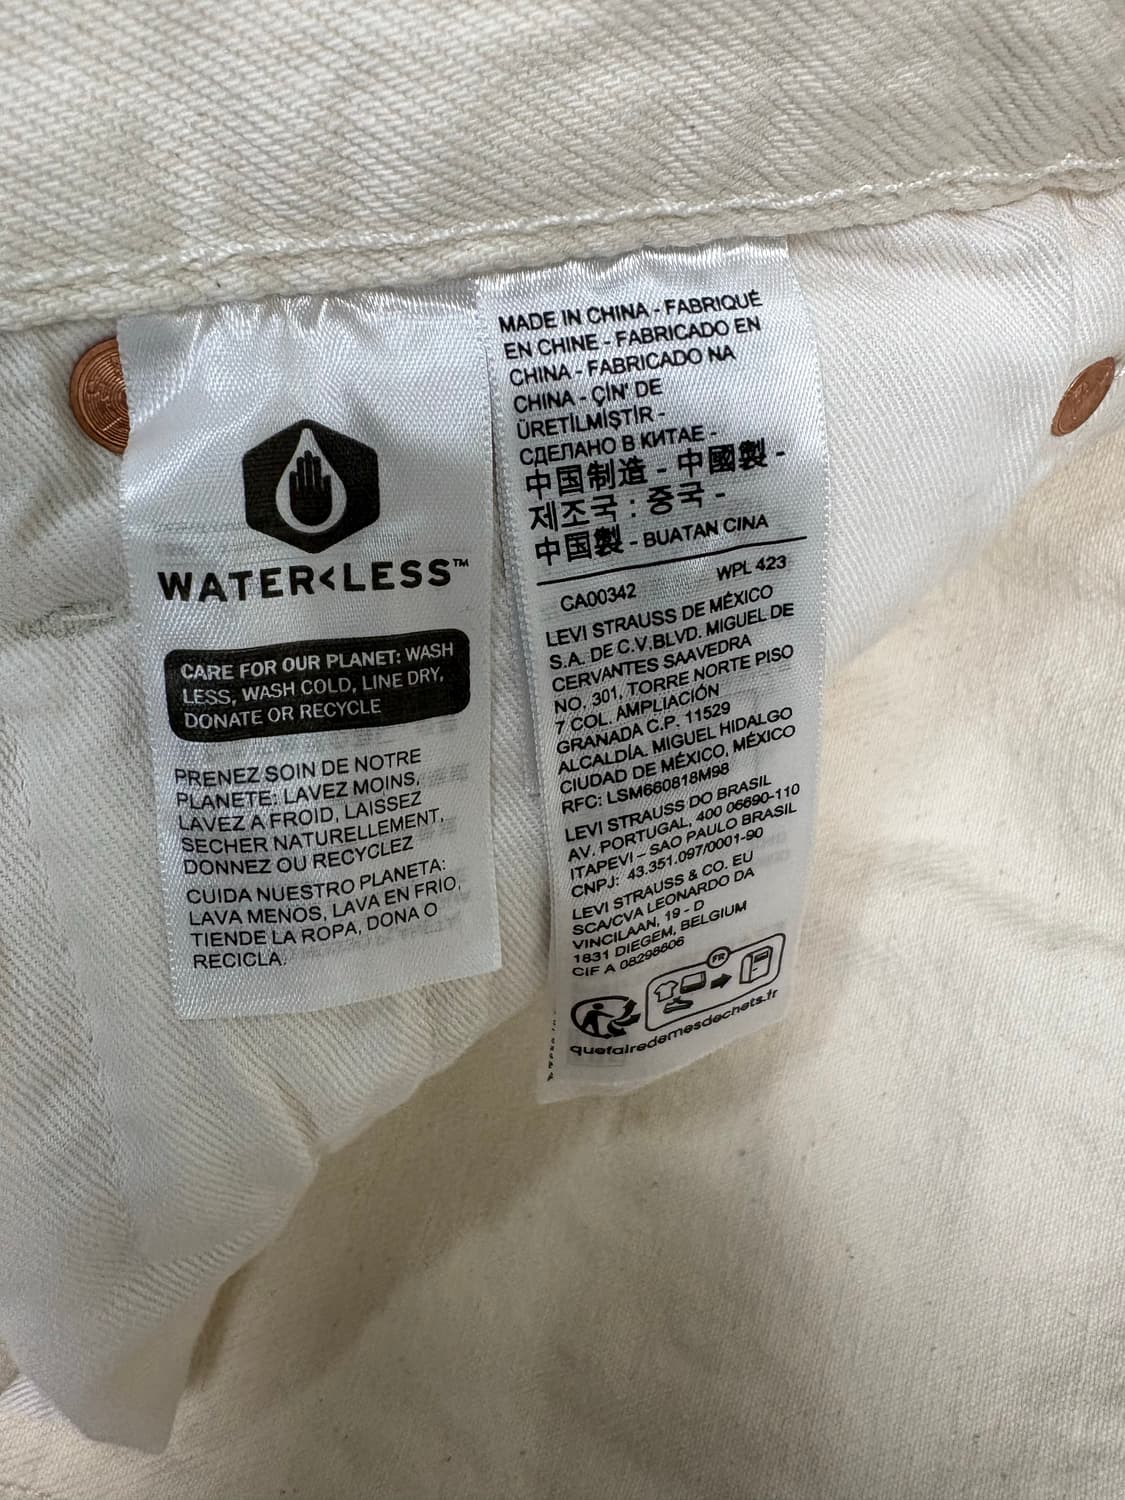 WATER<LESS™
CARE FOR OUR PLANET: WASH
LESS, WASH COLD, LINE DRY,
DONATE OR RECYCLE
PRENEZ SOIN DE NOTRE
PLANETE: LAVEZ MOINS,
LAVEZ A FROID, LAISSEZ
SECHER NATURELLEMENT,
DONNEZ OU RECYCLEZ
CUIDA NUESTRO PLANETA:
LAVA MENOS, LAVA EN FRIO,
TIENDE LA ROPA, DONA O
RECICLA.
MADE IN CHINA - FABRIQUÉ
EN CHINE - FABRICADO EN
CHINA - FABRICADO NA
CHINA - ÇİN' DE
ÜRETİLMİŞTİR -
СДЕЛАНО В КИТАЕ -
中国制造 - 中國製 -
제조국 : 중국 -
中国製 - BUATAN CINA
CA00342 WPL 423
LEVI STRAUSS DE MÉXICO
S.A. DE C.V.BLVD. MIGUEL DE
CERVANTES SAAVEDRA
NO. 301, TORRE NORTE PISO
7 COL. AMPLIACIÓN
GRANADA C.P. 11529
ALCALDÍA. MIGUEL HIDALGO
CIUDAD DE MÉXICO, MÉXICO
RFC: LSM660818M98
LEVI STRAUSS DO BRASIL
AV. PORTUGAL, 400 06690-110
ITAPEVI – SAO PAULO BRASIL
CNPJ: 43.351.097/0001-90
LEVI STRAUSS & CO. EU
SCA/CVA LEONARDO DA
VINCILAAN, 19 - D
1831 DIEGEM, BELGIUM
CIF A 08298806
FR
quefairedemesdechets.fr